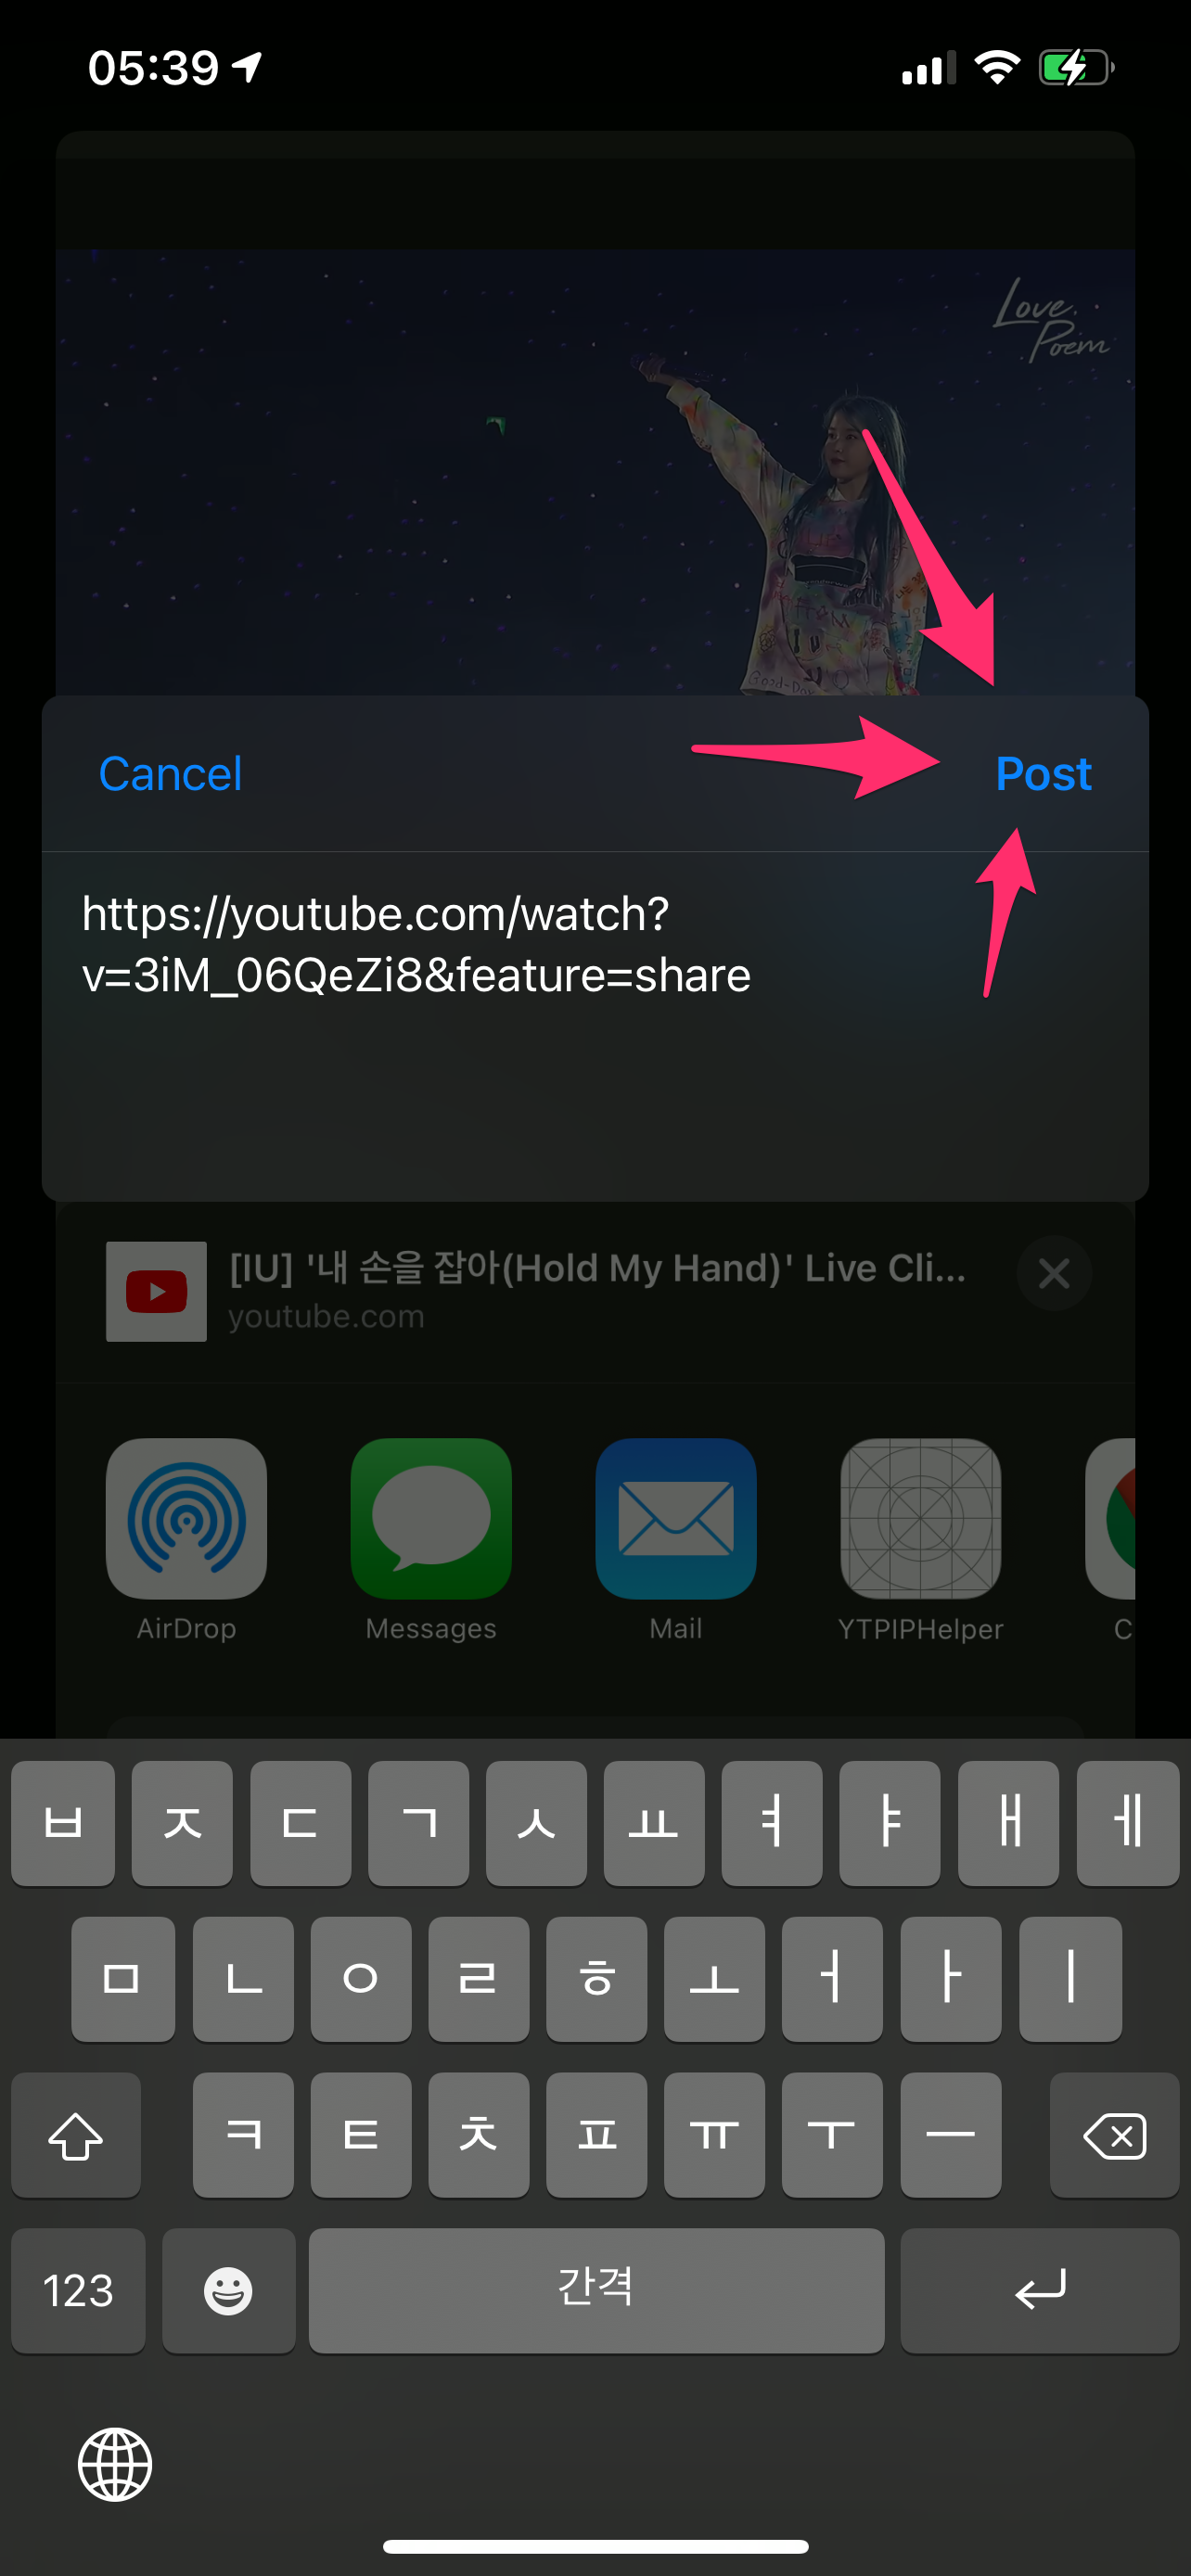 05:39
Love
Poem
Cancel
Post
https://youtube.com/watch?
v=3iM_06QeZi8&feature=share
[IU] '내 손을 잡아(Hold My Hand)' Live Cli...
youtube.com
AirDrop
Messages
Mail
YTPIPHelper
C
ㅂ ㅈ ㄷ ㄱ ㅅ ㅛ ㅕ ㅑ ㅐ ㅔ
ㅁ ㄴ ㅇ ㄹ ㅎ ㅗ ㅓ ㅏ ㅣ
ㅋ ㅌ ㅊ ㅍ ㅠ ㅜ ㅡ
123
간격